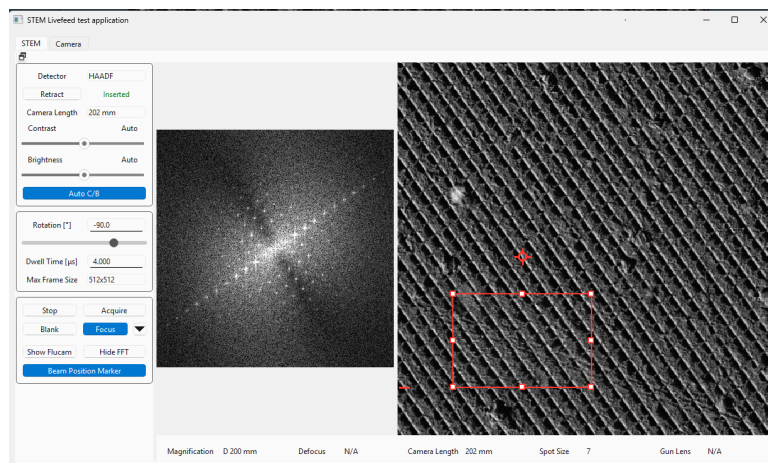 STEM Livefeed test application
STEM Camera
Detector HAADF
Retract Inserted
Camera Length 202 mm
Contrast Auto
Brightness Auto
Auto C/B
Rotation [°] -90.0
Dwell Time [µs] 4.000
Max Frame Size 512x512
Stop Acquire
Blank Focus
Show Flucam Hide FFT
Beam Position Marker
Magnification D 200 mm Defocus N/A Camera Length 202 mm Spot Size 7 Gun Lens N/A